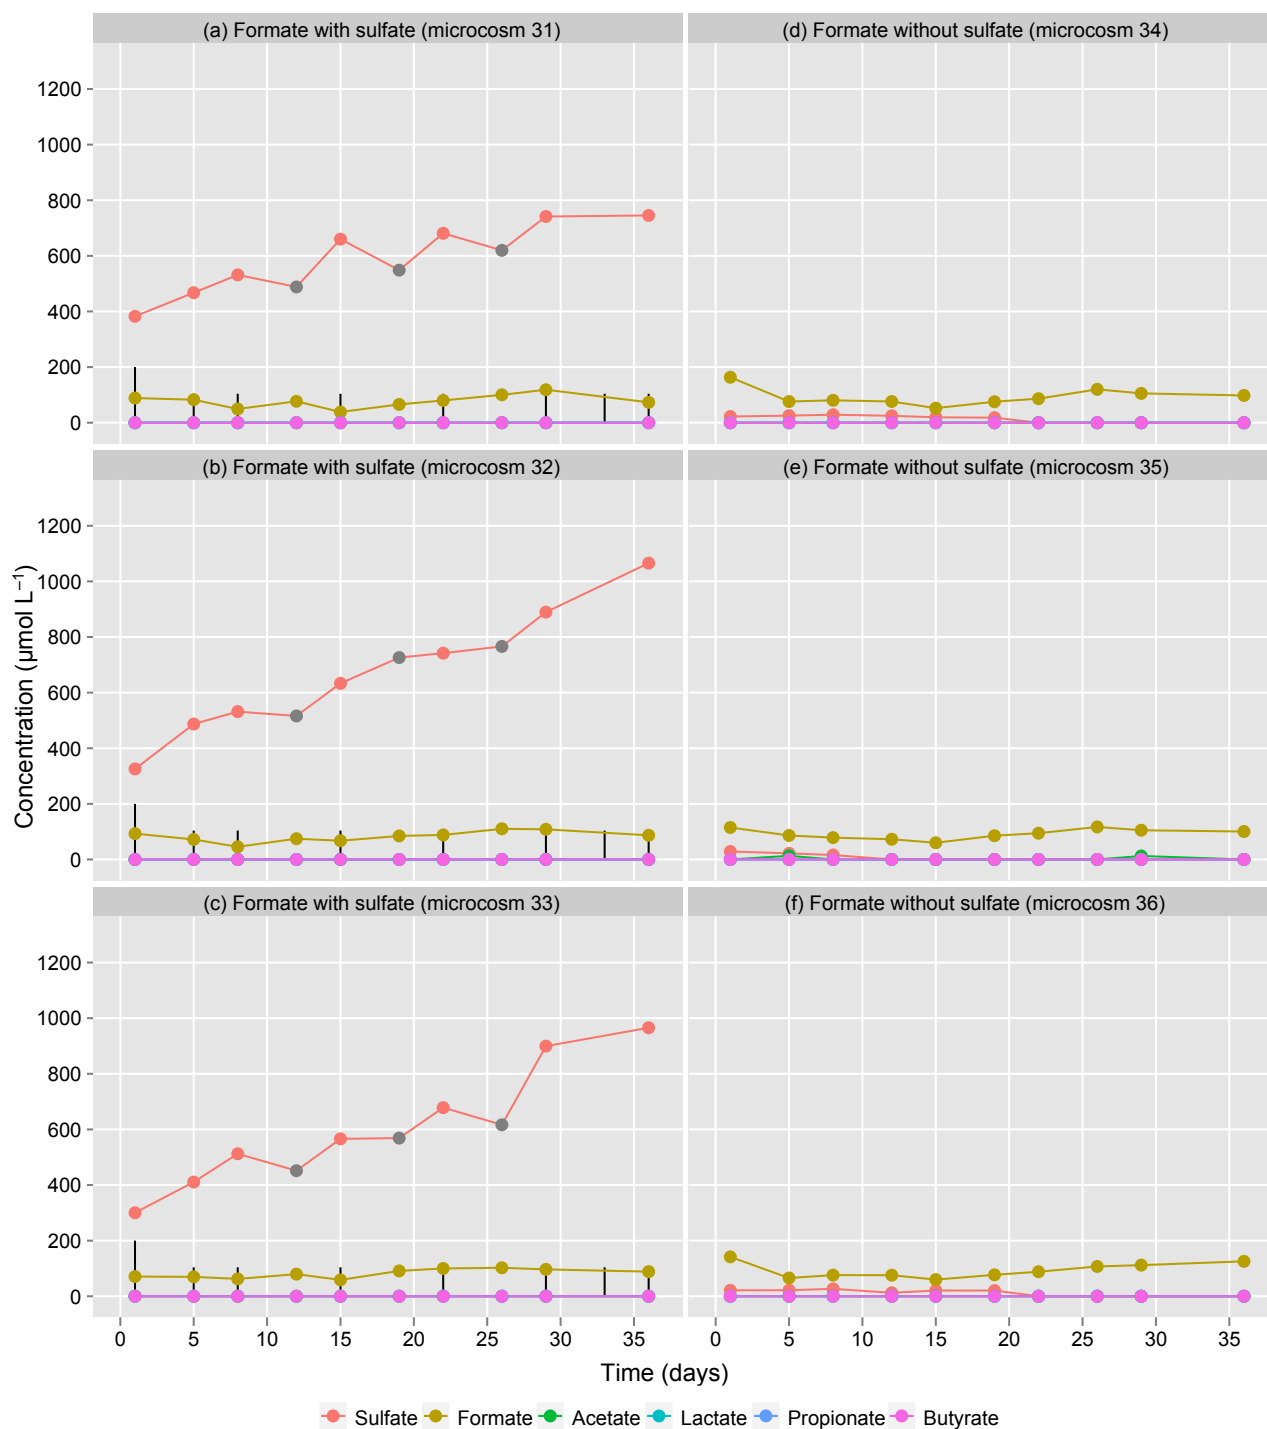 (a) Formate with sulfate (microcosm 31)
(d) Formate without sulfate (microcosm 34)
1200
1000
800
600
400
200
0
(b) Formate with sulfate (microcosm 32)
(e) Formate without sulfate (microcosm 35)
1200
1000
800
600
400
200
0
Concentration (μmol L⁻¹)
(c) Formate with sulfate (microcosm 33)
(f) Formate without sulfate (microcosm 36)
1200
1000
800
600
400
200
0
0 5 10 15 20 25 30 35 0 5 10 15 20 25 30 35
Time (days)
Sulfate Formate Acetate Lactate Propionate Butyrate